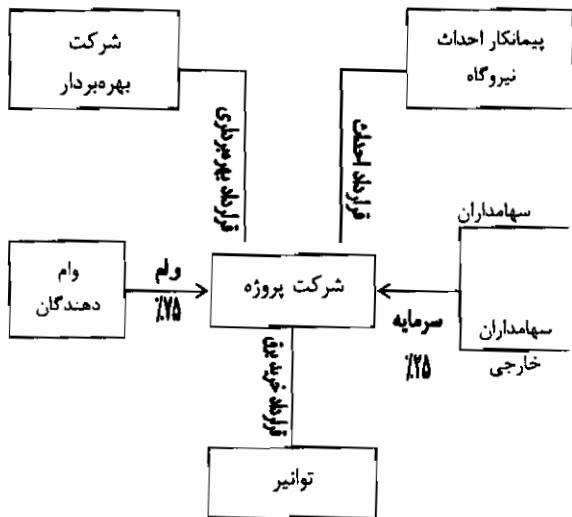 پیمانکار احداث
نیروگاه
شرکت
بهره‌بردار
قرارداد احداث
قرارداد بهره‌برداری
سهامداران
سهامداران
خارجی
سرمایه
٪۲۵
شرکت پروژه
وام
٪۷۵
وام
دهندگان
قرارداد خرید برق
توانیر